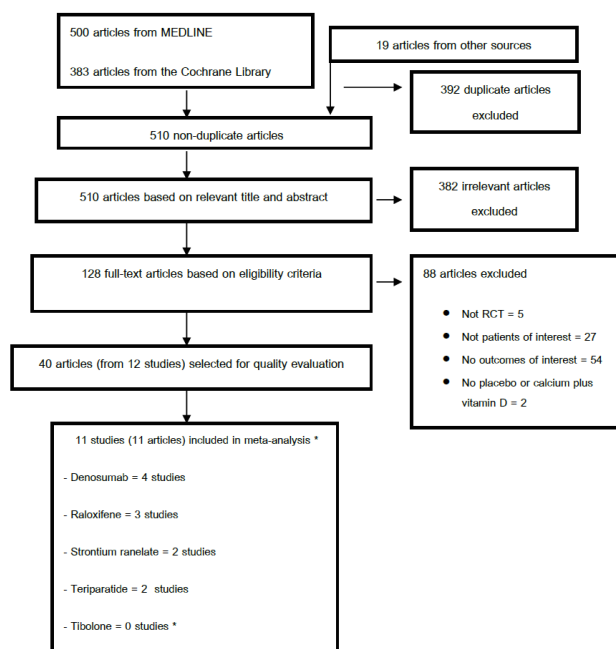 500 articles from MEDLINE
383 articles from the Cochrane Library
19 articles from other sources
392 duplicate articles
excluded
510 non-duplicate articles
510 articles based on relevant title and abstract
382 irrelevant articles
excluded
128 full-text articles based on eligibility criteria
88 articles excluded
● Not RCT = 5
● Not patients of interest = 27
● No outcomes of interest = 54
● No placebo or calcium plus
vitamin D = 2
40 articles (from 12 studies) selected for quality evaluation
11 studies (11 articles) included in meta-analysis *
- Denosumab = 4 studies
- Raloxifene = 3 studies
- Strontium ranelate = 2 studies
- Teriparatide = 2 studies
- Tibolone = 0 studies *